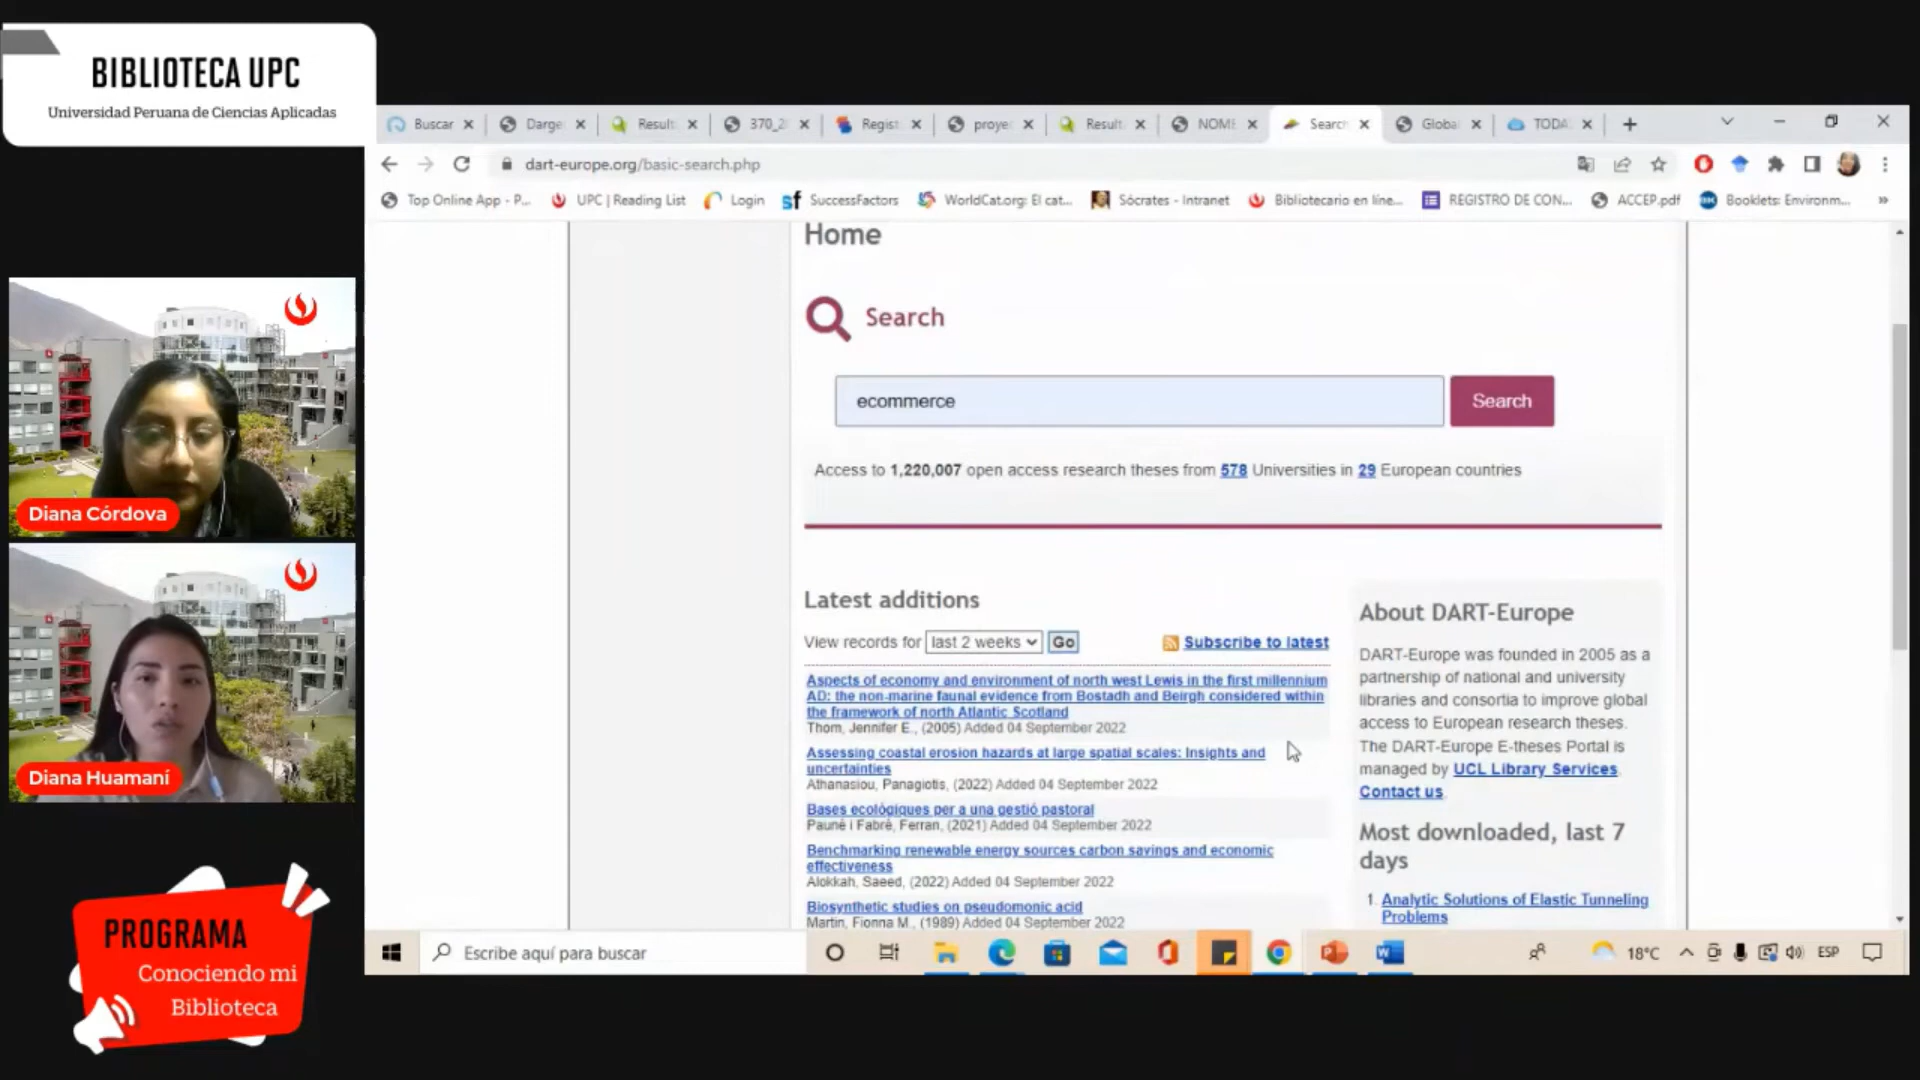 BIBLIOTECA UPC
Universidad Peruana de Ciencias Aplicadas
Buscar
Darge
Result
370_2
Regist
proye
Result
NOME
Search
Global
TODA
dart-europe.org/basic-search.php
Top Online App - P...
UPC | Reading List
Login
SuccessFactors
WorldCat.org: El cat...
Sócrates - Intranet
Bibliotecario en líne...
REGISTRO DE CON...
ACCEP.pdf
Booklets: Environm...
Home
Search
ecommerce
Search
Access to 1,220,007 open access research theses from 578 Universities in 29 European countries
Latest additions
View records for last 2 weeks Go
Subscribe to latest
Aspects of economy and environment of north west Lewis in the first millennium
AD: the non-marine faunal evidence from Bostadh and Beirgh considered within
the framework of north Atlantic Scotland
Thom, Jennifer E., (2005) Added 04 September 2022
Assessing coastal erosion hazards at large spatial scales: Insights and
uncertainties
Athanasiou, Panagiotis, (2022) Added 04 September 2022
Bases ecològiques per a una gestió pastoral
Pauné i Fabré, Ferran, (2021) Added 04 September 2022
Benchmarking renewable energy sources carbon savings and economic
effectiveness
Alokkah, Saeed, (2022) Added 04 September 2022
Biosynthetic studies on pseudomonic acid
Martin, Fionna M., (1989) Added 04 September 2022
About DART-Europe
DART-Europe was founded in 2005 as a
partnership of national and university
libraries and consortia to improve global
access to European research theses.
The DART-Europe E-theses Portal is
managed by UCL Library Services.
Contact us.
Most downloaded, last 7
days
1. Analytic Solutions of Elastic Tunneling
Problems
Diana Córdova
Diana Huamaní
PROGRAMA
Conociendo mi
Biblioteca
Escribe aquí para buscar
18°C
ESP